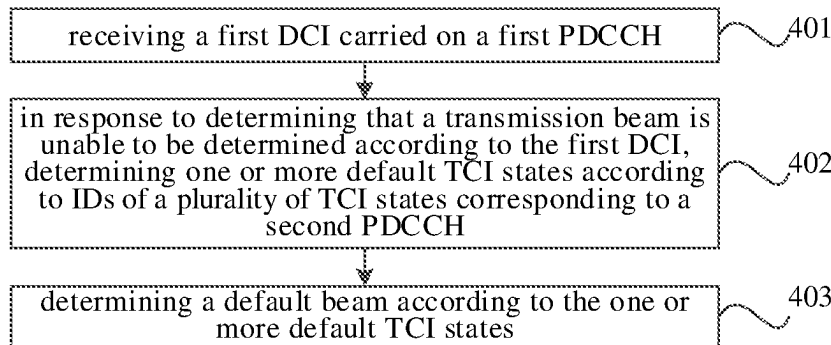 receiving a first DCI carried on a first PDCCH
401
in response to determining that a transmission beam is
unable to be determined according to the first DCI,
determining one or more default TCI states according
to IDs of a plurality of TCI states corresponding to a
second PDCCH
402
determining a default beam according to the one or
more default TCI states
403